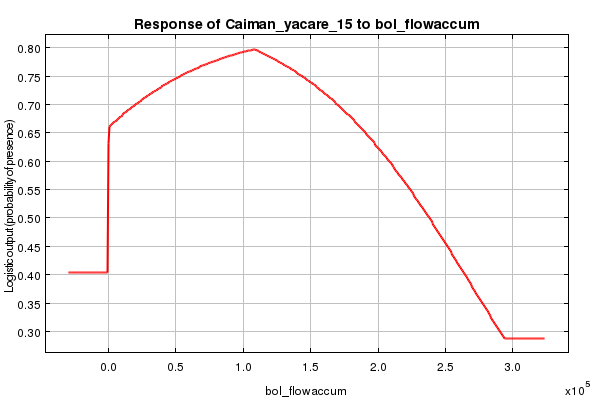 Response of Caiman_yacare_15 to bol_flowaccum
Logistic output (probability of presence)
0.80
0.75
0.70
0.65
0.60
0.55
0.50
0.45
0.40
0.35
0.30
0.0 0.5 1.0 1.5 2.0 2.5 3.0
bol_flowaccum
x10^5